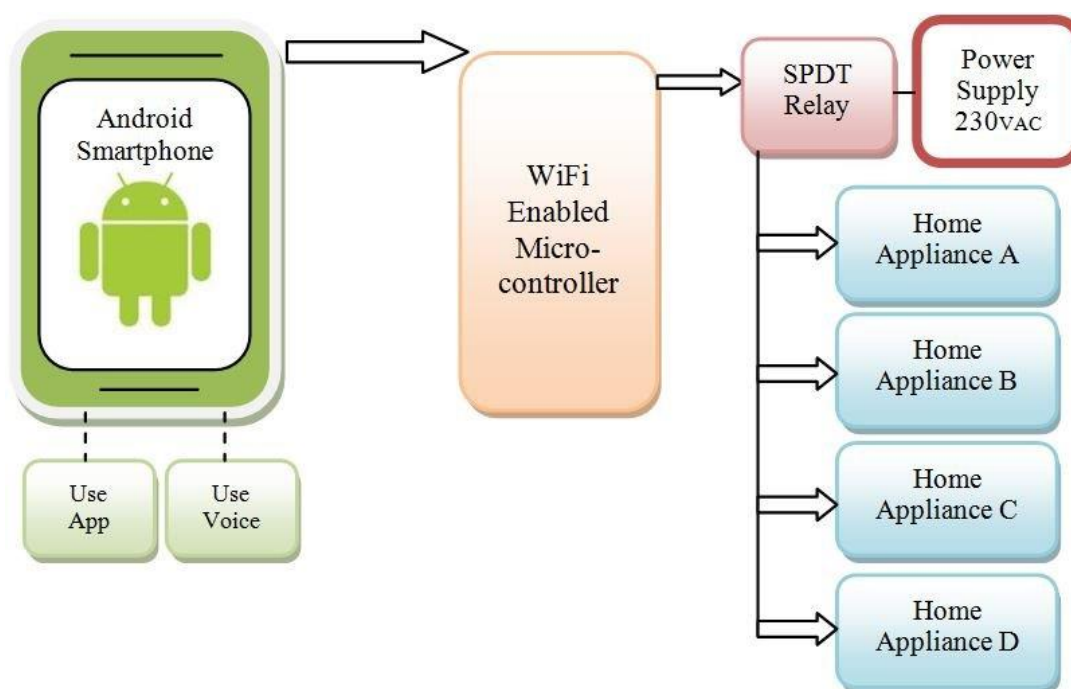 Android
Smartphone
Use
App
Use
Voice
WiFi
Enabled
Micro-
controller
SPDT
Relay
Power
Supply
230VAC
Home
Appliance A
Home
Appliance B
Home
Appliance C
Home
Appliance D